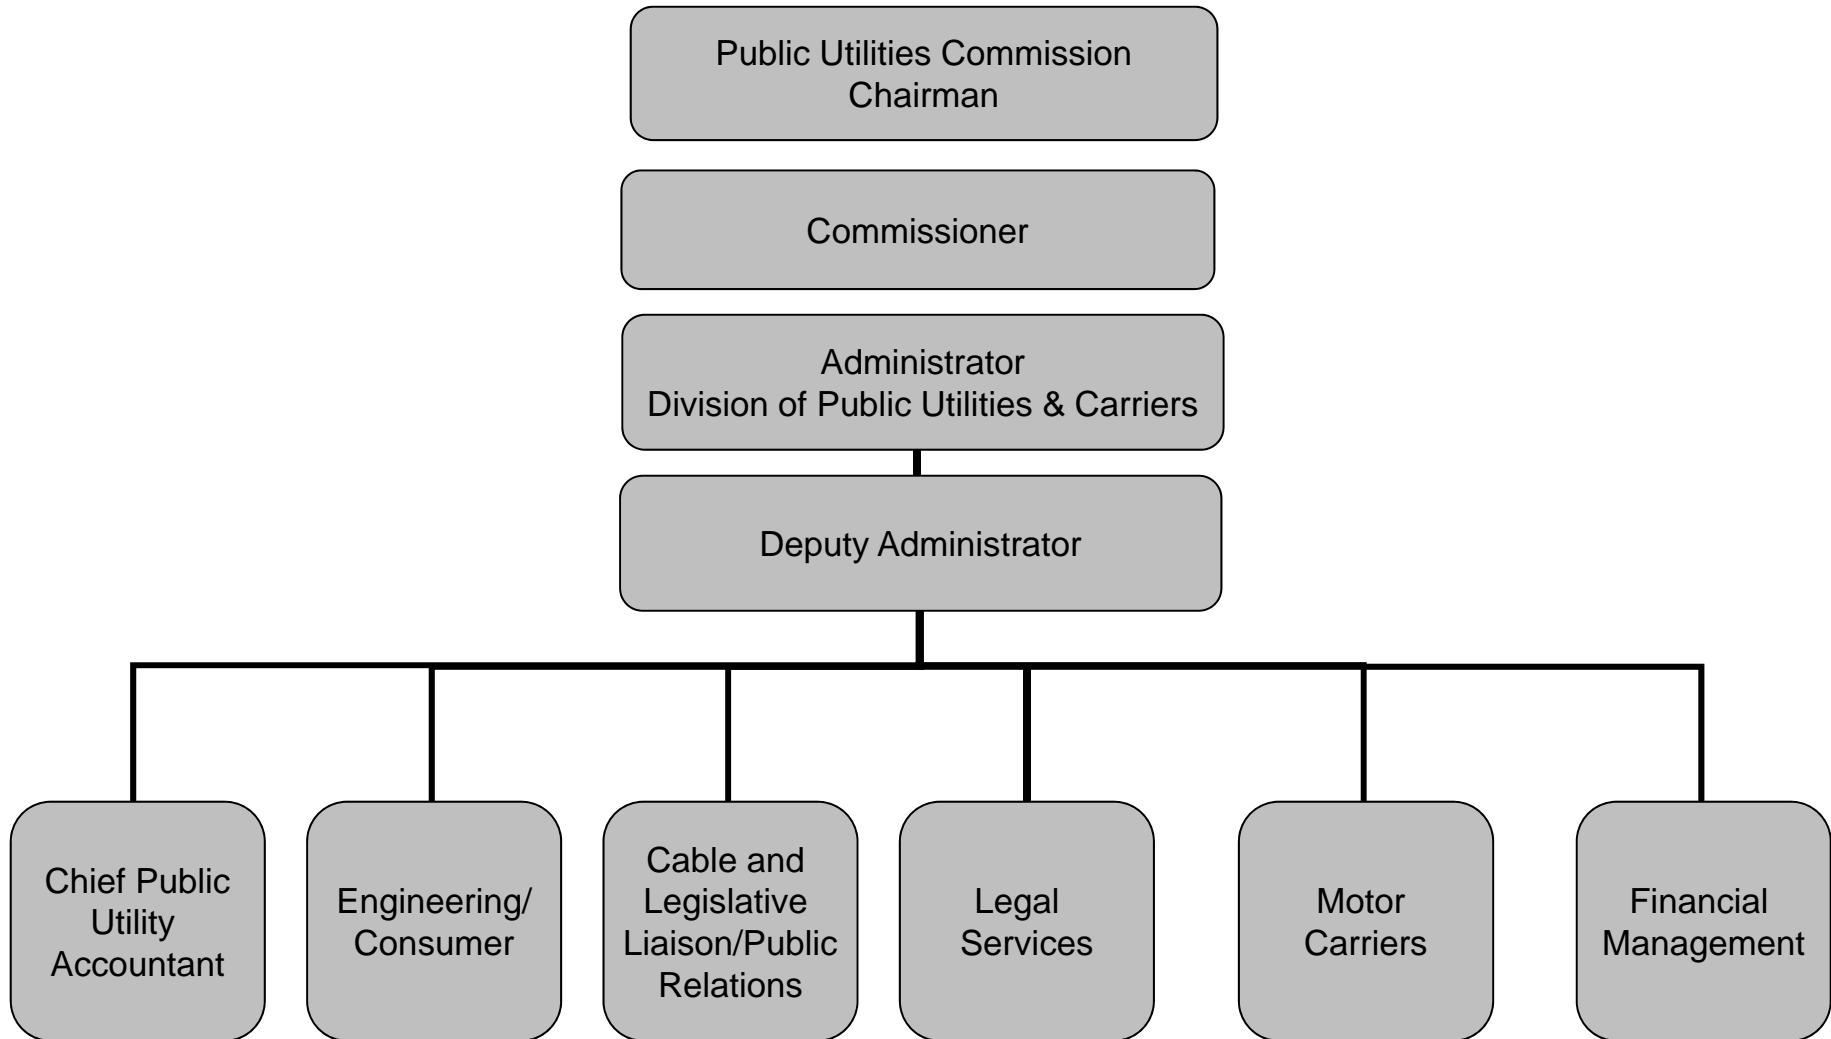 Public Utilities Commission
Chairman
Commissioner
Administrator
Division of Public Utilities & Carriers
Deputy Administrator
Chief Public
Utility
Accountant
Engineering/
Consumer
Cable and
Legislative
Liaison/Public
Relations
Legal
Services
Motor
Carriers
Financial
Management